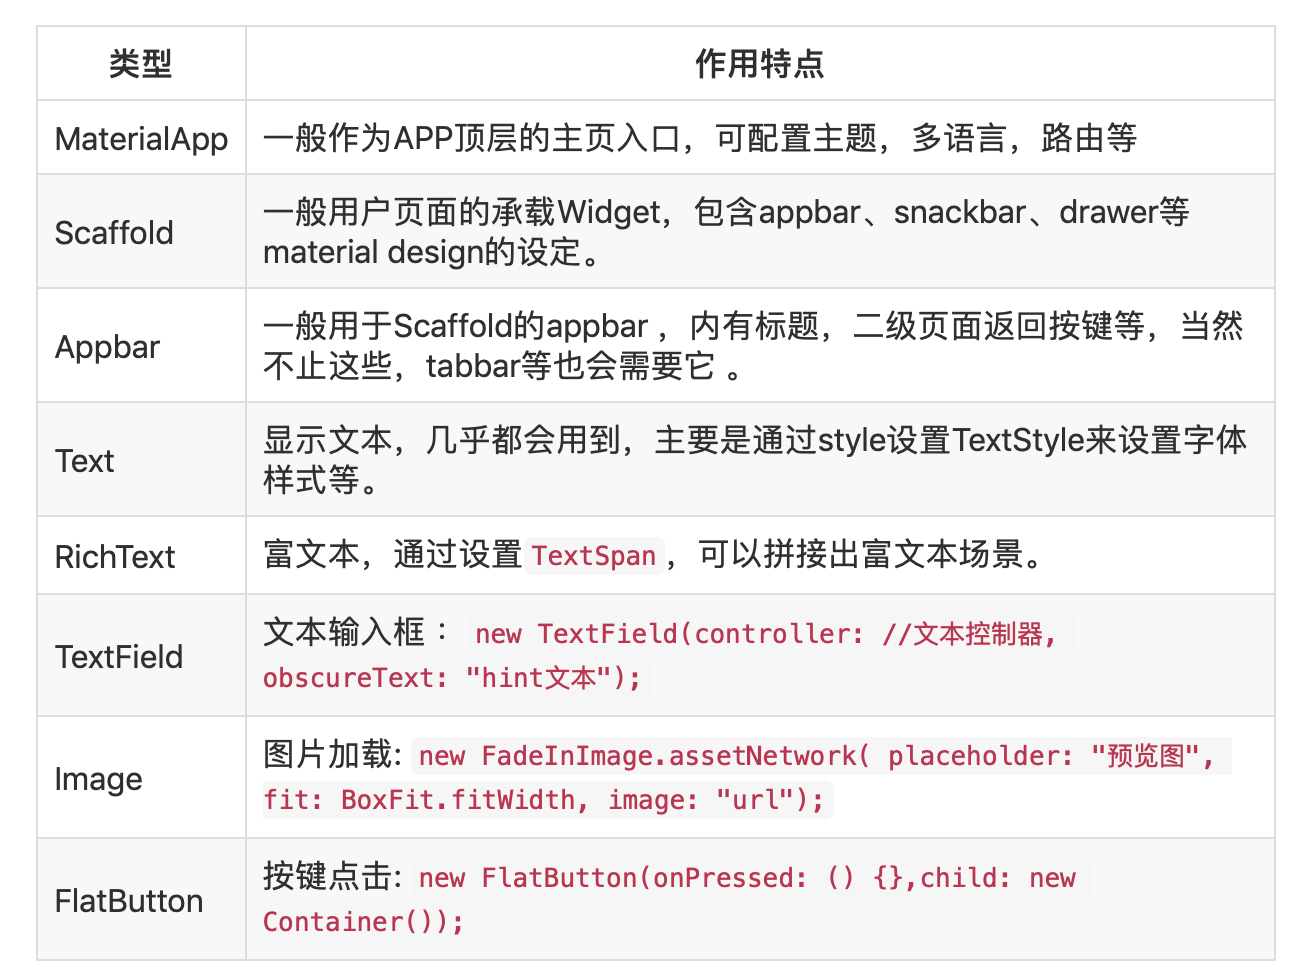 类型 作用特点
MaterialApp 一般作为APP顶层的主页入口，可配置主题，多语言，路由等
Scaffold 一般用户页面的承载Widget，包含appbar、snackbar、drawer等
material design的设定。
Appbar 一般用于Scaffold的appbar ，内有标题，二级页面返回按键等，当然
不止这些，tabbar等也会需要它 。
Text 显示文本，几乎都会用到，主要是通过style设置TextStyle来设置字体
样式等。
RichText 富文本，通过设置 TextSpan ，可以拼接出富文本场景。
TextField 文本输入框 ： new TextField(controller: //文本控制器,
obscureText: "hint文本");
Image 图片加载: new FadeInImage.assetNetwork( placeholder: "预览图",
fit: BoxFit.fitWidth, image: "url");
FlatButton 按键点击: new FlatButton(onPressed: () {},child: new
Container());